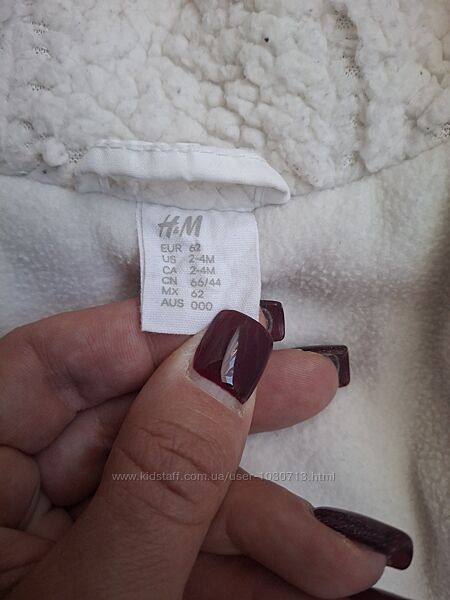 H&M
EUR 62
US 2-4M
CA 2-4M
CN 66/44
MX 62
AUS 000
www.kidstaff.com.ua/user-1030713.html